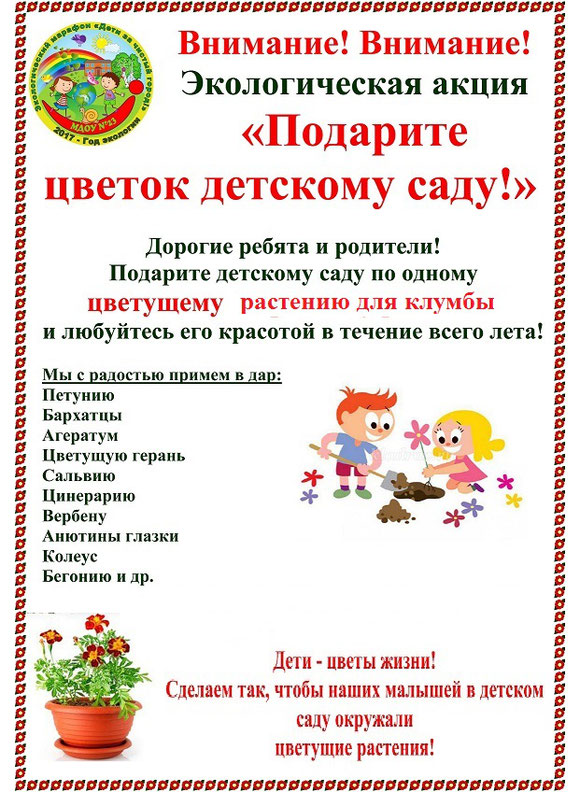 Экологический марафон «Дети за чистый город!»
МДОУ №23
2017 - Год экологии
Внимание! Внимание!
Экологическая акция
«Подарите
цветок детскому саду!»
Дорогие ребята и родители!
Подарите детскому саду по одному
цветущему растению для клумбы
и любуйтесь его красотой в течение всего лета!
Мы с радостью примем в дар:
Петунию
Бархатцы
Агератум
Цветущую герань
Сальвию
Цинерарию
Вербену
Анютины глазки
Колеус
Бегонию и др.
Дети - цветы жизни!
Сделаем так, чтобы наших малышей в детском
саду окружали
цветущие растения!